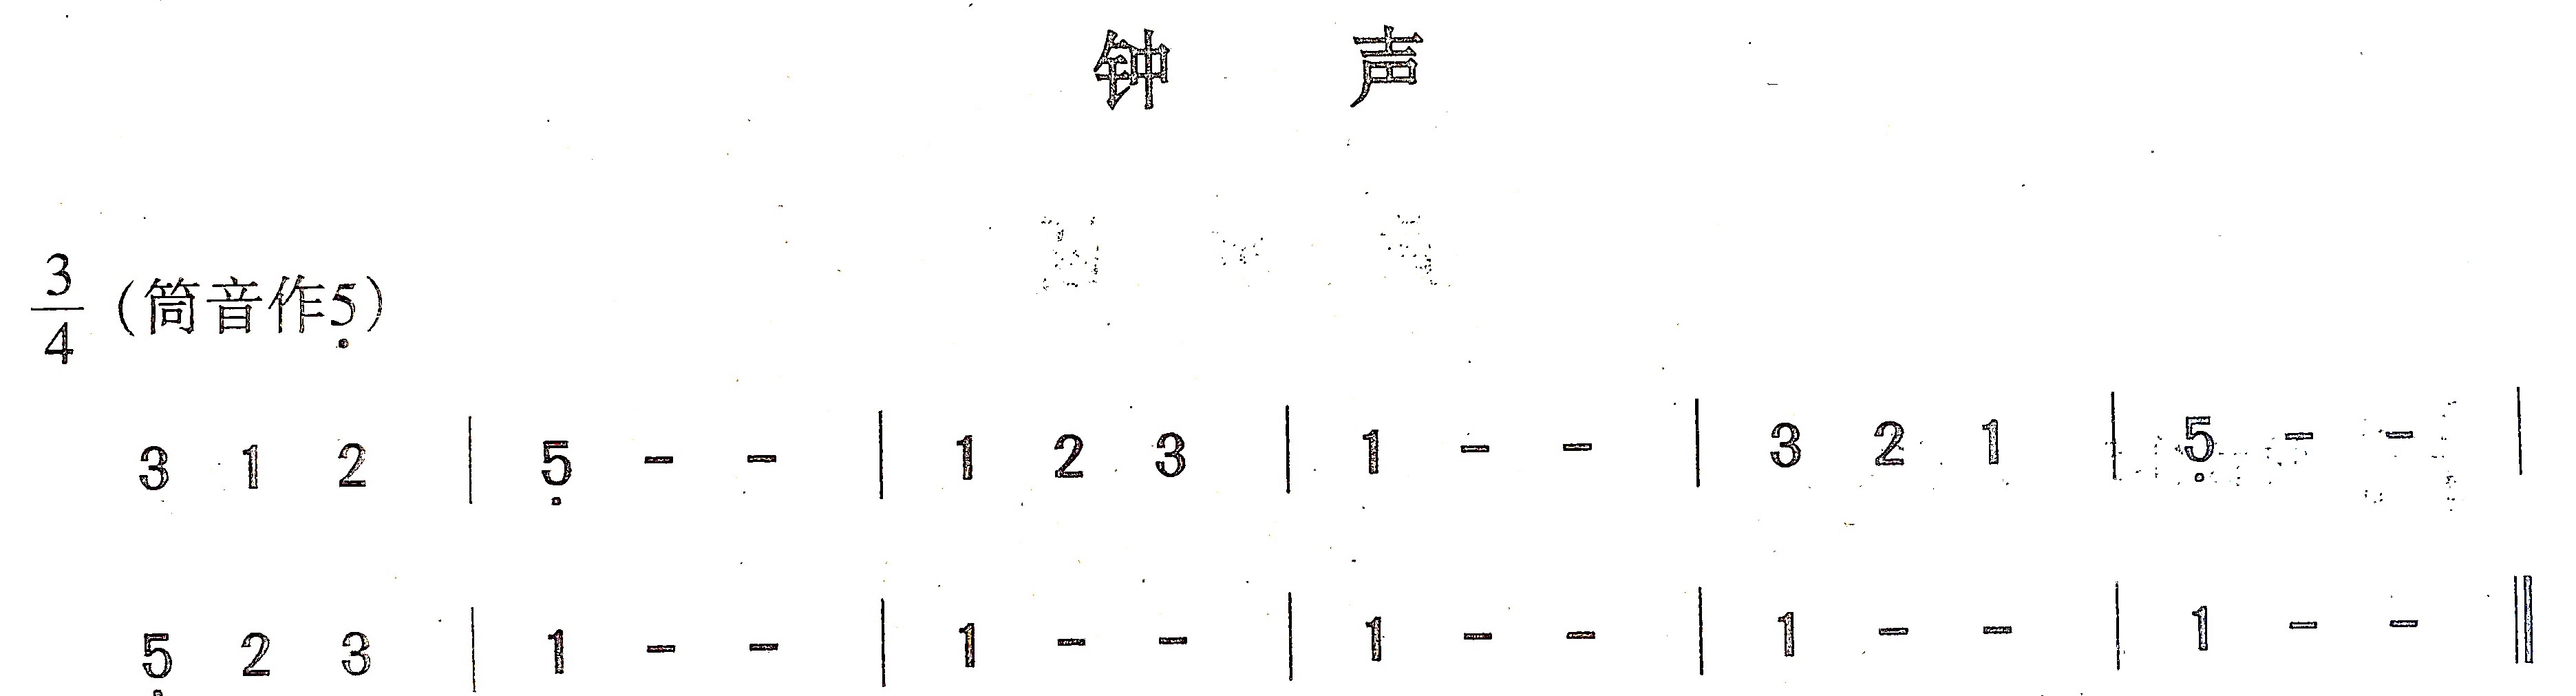 钟 声
3/4 (筒音作5̣)
3 1 2 | 5̣ - - | 1 2 3 | 1 - - | 3 2 1 | 5̣ - - |
5̣ 2 3 | 1 - - | 1 - - | 1 - - | 1 - - | 1 - - ‖